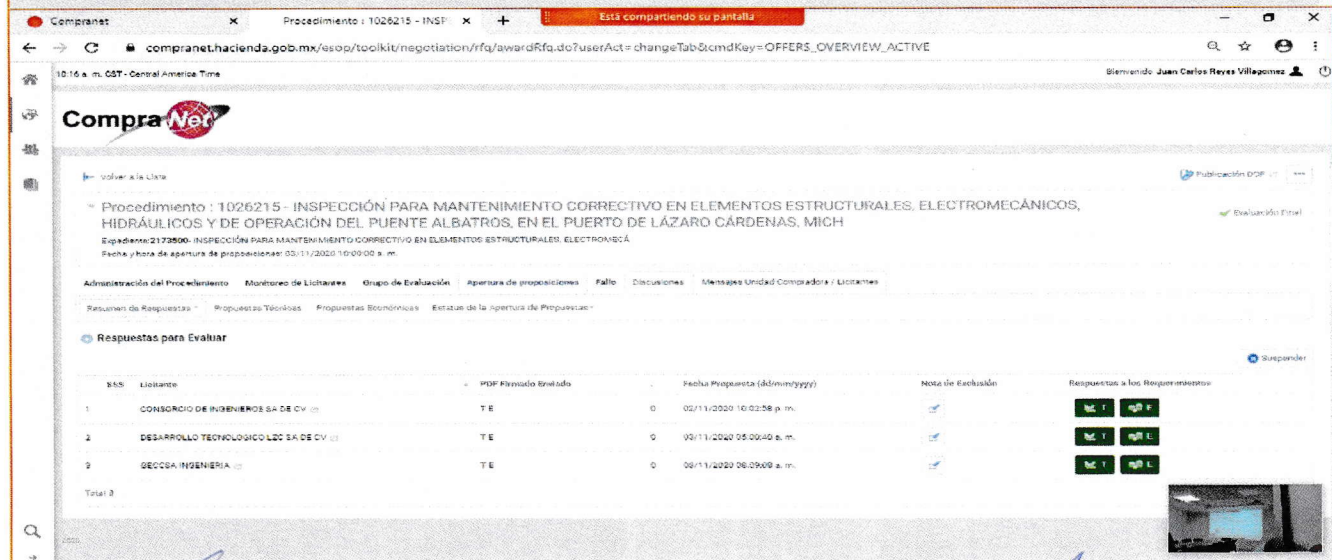 Compranet
Procedimiento : 1026215 - INSP
Está compartiendo su pantalla
compranet.hacienda.gob.mx/esop/toolkit/negotiation/rfq/awardRfq.do?userAct=changeTab&cmdKey=OFFERS_OVERVIEW_ACTIVE
10:16 a. m. CST - Central America Time
Bienvenido Juan Carlos Reyes Villagomez
CompraNet
Volver a la Lista
Publicación DOF
Procedimiento : 1026215 - INSPECCIÓN PARA MANTENIMIENTO CORRECTIVO EN ELEMENTOS ESTRUCTURALES, ELECTROMECÁNICOS,
HIDRÁULICOS Y DE OPERACIÓN DEL PUENTE ALBATROS, EN EL PUERTO DE LÁZARO CÁRDENAS, MICH
Evaluación Final
Expediente: 2173500- INSPECCIÓN PARA MANTENIMIENTO CORRECTIVO EN ELEMENTOS ESTRUCTURALES, ELECTROMECÁ
Fecha y hora de apertura de proposiciones: 03/11/2020 10:00:00 a. m.
Administración del Procedimiento Monitoreo de Licitantes Grupo de Evaluación Apertura de proposiciones Fallo Discusiones Mensajes Unidad Compradora / Licitantes
Resumen de Respuestas Propuestas Técnicas Propuestas Económicas Estatus de la Apertura de Propuestas
Respuestas para Evaluar
Suspender
Licitante PDF Firmado Enviado Fecha Propuesta (dd/mm/yyyy) Nota de Exclusión Respuestas a los Requerimientos
1 CONSORCIO DE INGENIEROS SA DE CV T E 0 02/11/2020 10:02:58 p. m. T E
2 DESARROLLO TECNOLOGICO LZC SA DE CV T E 0 03/11/2020 05:00:40 a. m. T E
3 GECCSA INGENIERIA T E 0 03/11/2020 08:09:09 a. m. T E
Total 3